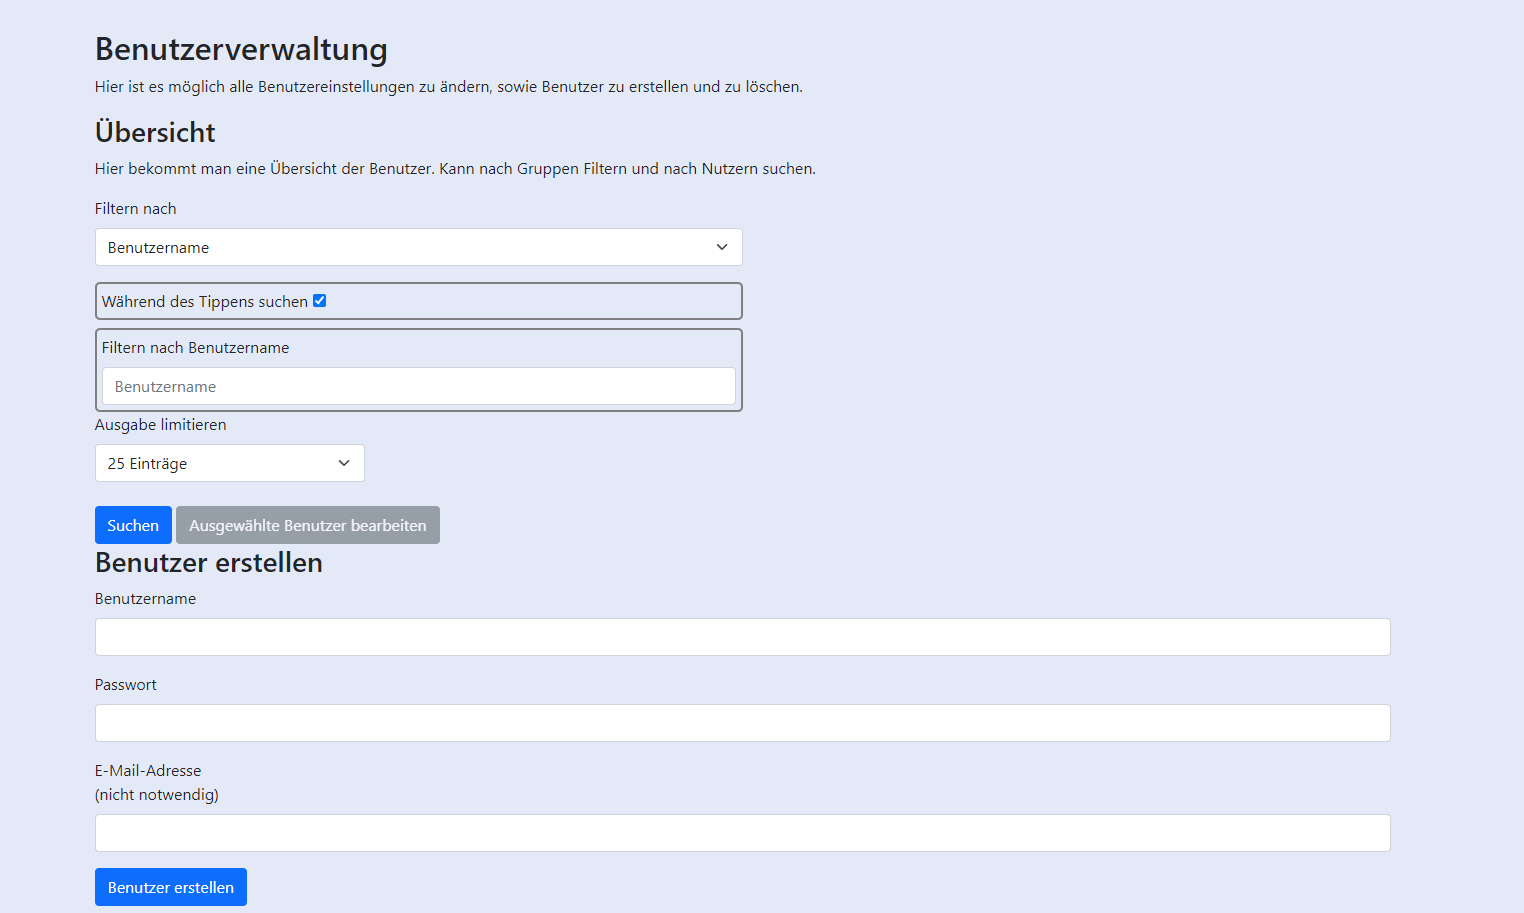 Benutzerverwaltung
Hier ist es möglich alle Benutzereinstellungen zu ändern, sowie Benutzer zu erstellen und zu löschen.
Übersicht
Hier bekommt man eine Übersicht der Benutzer. Kann nach Gruppen Filtern und nach Nutzern suchen.
Filtern nach
Benutzername
Während des Tippens suchen
Filtern nach Benutzername
Benutzername
Ausgabe limitieren
25 Einträge
Suchen Ausgewählte Benutzer bearbeiten
Benutzer erstellen
Benutzername
Passwort
E-Mail-Adresse
(nicht notwendig)
Benutzer erstellen